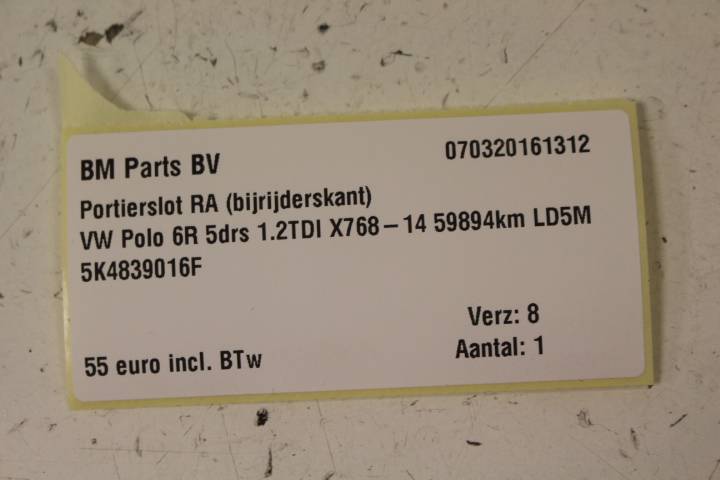 BM Parts BV 070320161312
Portierslot RA (bijrijderskant)
VW Polo 6R 5drs 1.2TDI X768-14 59894km LD5M
5K4839016F
Verz: 8
55 euro incl. BTw Aantal: 1